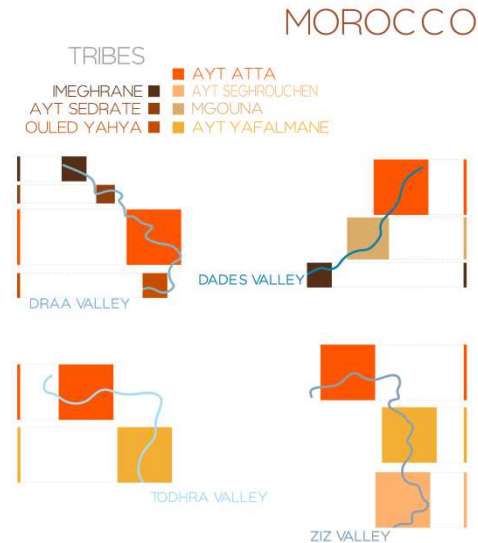 MOROCCO
TRIBES
AYT ATTA
IMEGHRANE
AYT SEGHROUCHEN
AYT SEDRATE
MGOUNA
OULED YAHYA
AYT YAFALMANE
DADES VALLEY
DRAA VALLEY
TODHRA VALLEY
ZIZ VALLEY